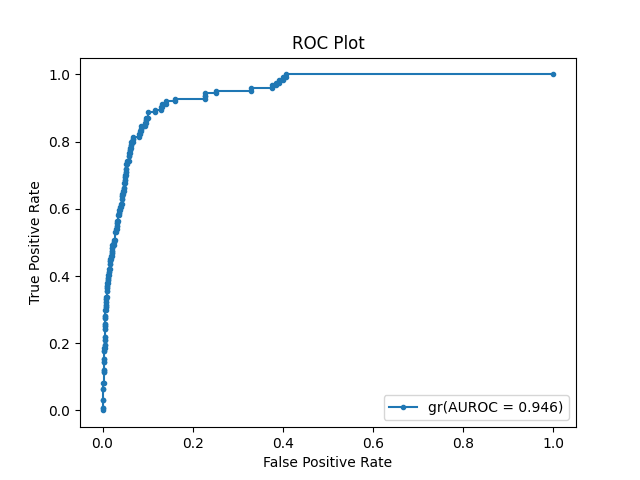 ROC Plot
True Positive Rate
1.0
0.8
0.6
0.4
0.2
0.0
gr(AUROC = 0.946)
0.0 0.2 0.4 0.6 0.8 1.0
False Positive Rate